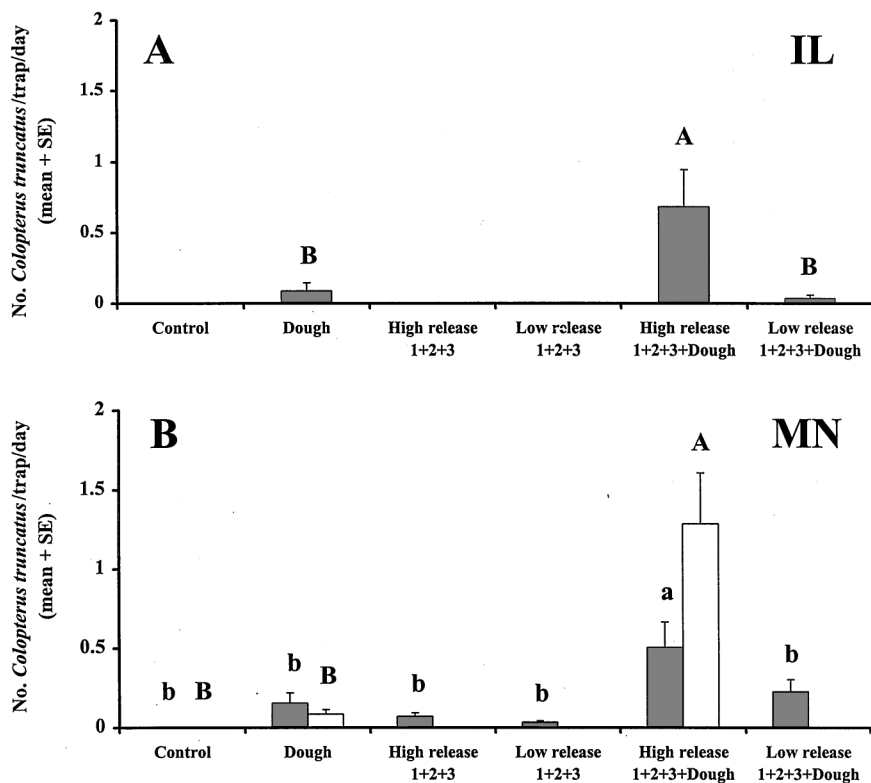 No. Colopterus truncatus/trap/day
(mean + SE)
2
1.5
1
0.5
0
A
IL
B
A
B
Control
Dough
High release
1+2+3
Low release
1+2+3
High release
1+2+3+Dough
Low release
1+2+3+Dough
No. Colopterus truncatus/trap/day
(mean + SE)
2
1.5
1
0.5
0
B
MN
b B
b B
b
b
a A
b
Control
Dough
High release
1+2+3
Low release
1+2+3
High release
1+2+3+Dough
Low release
1+2+3+Dough